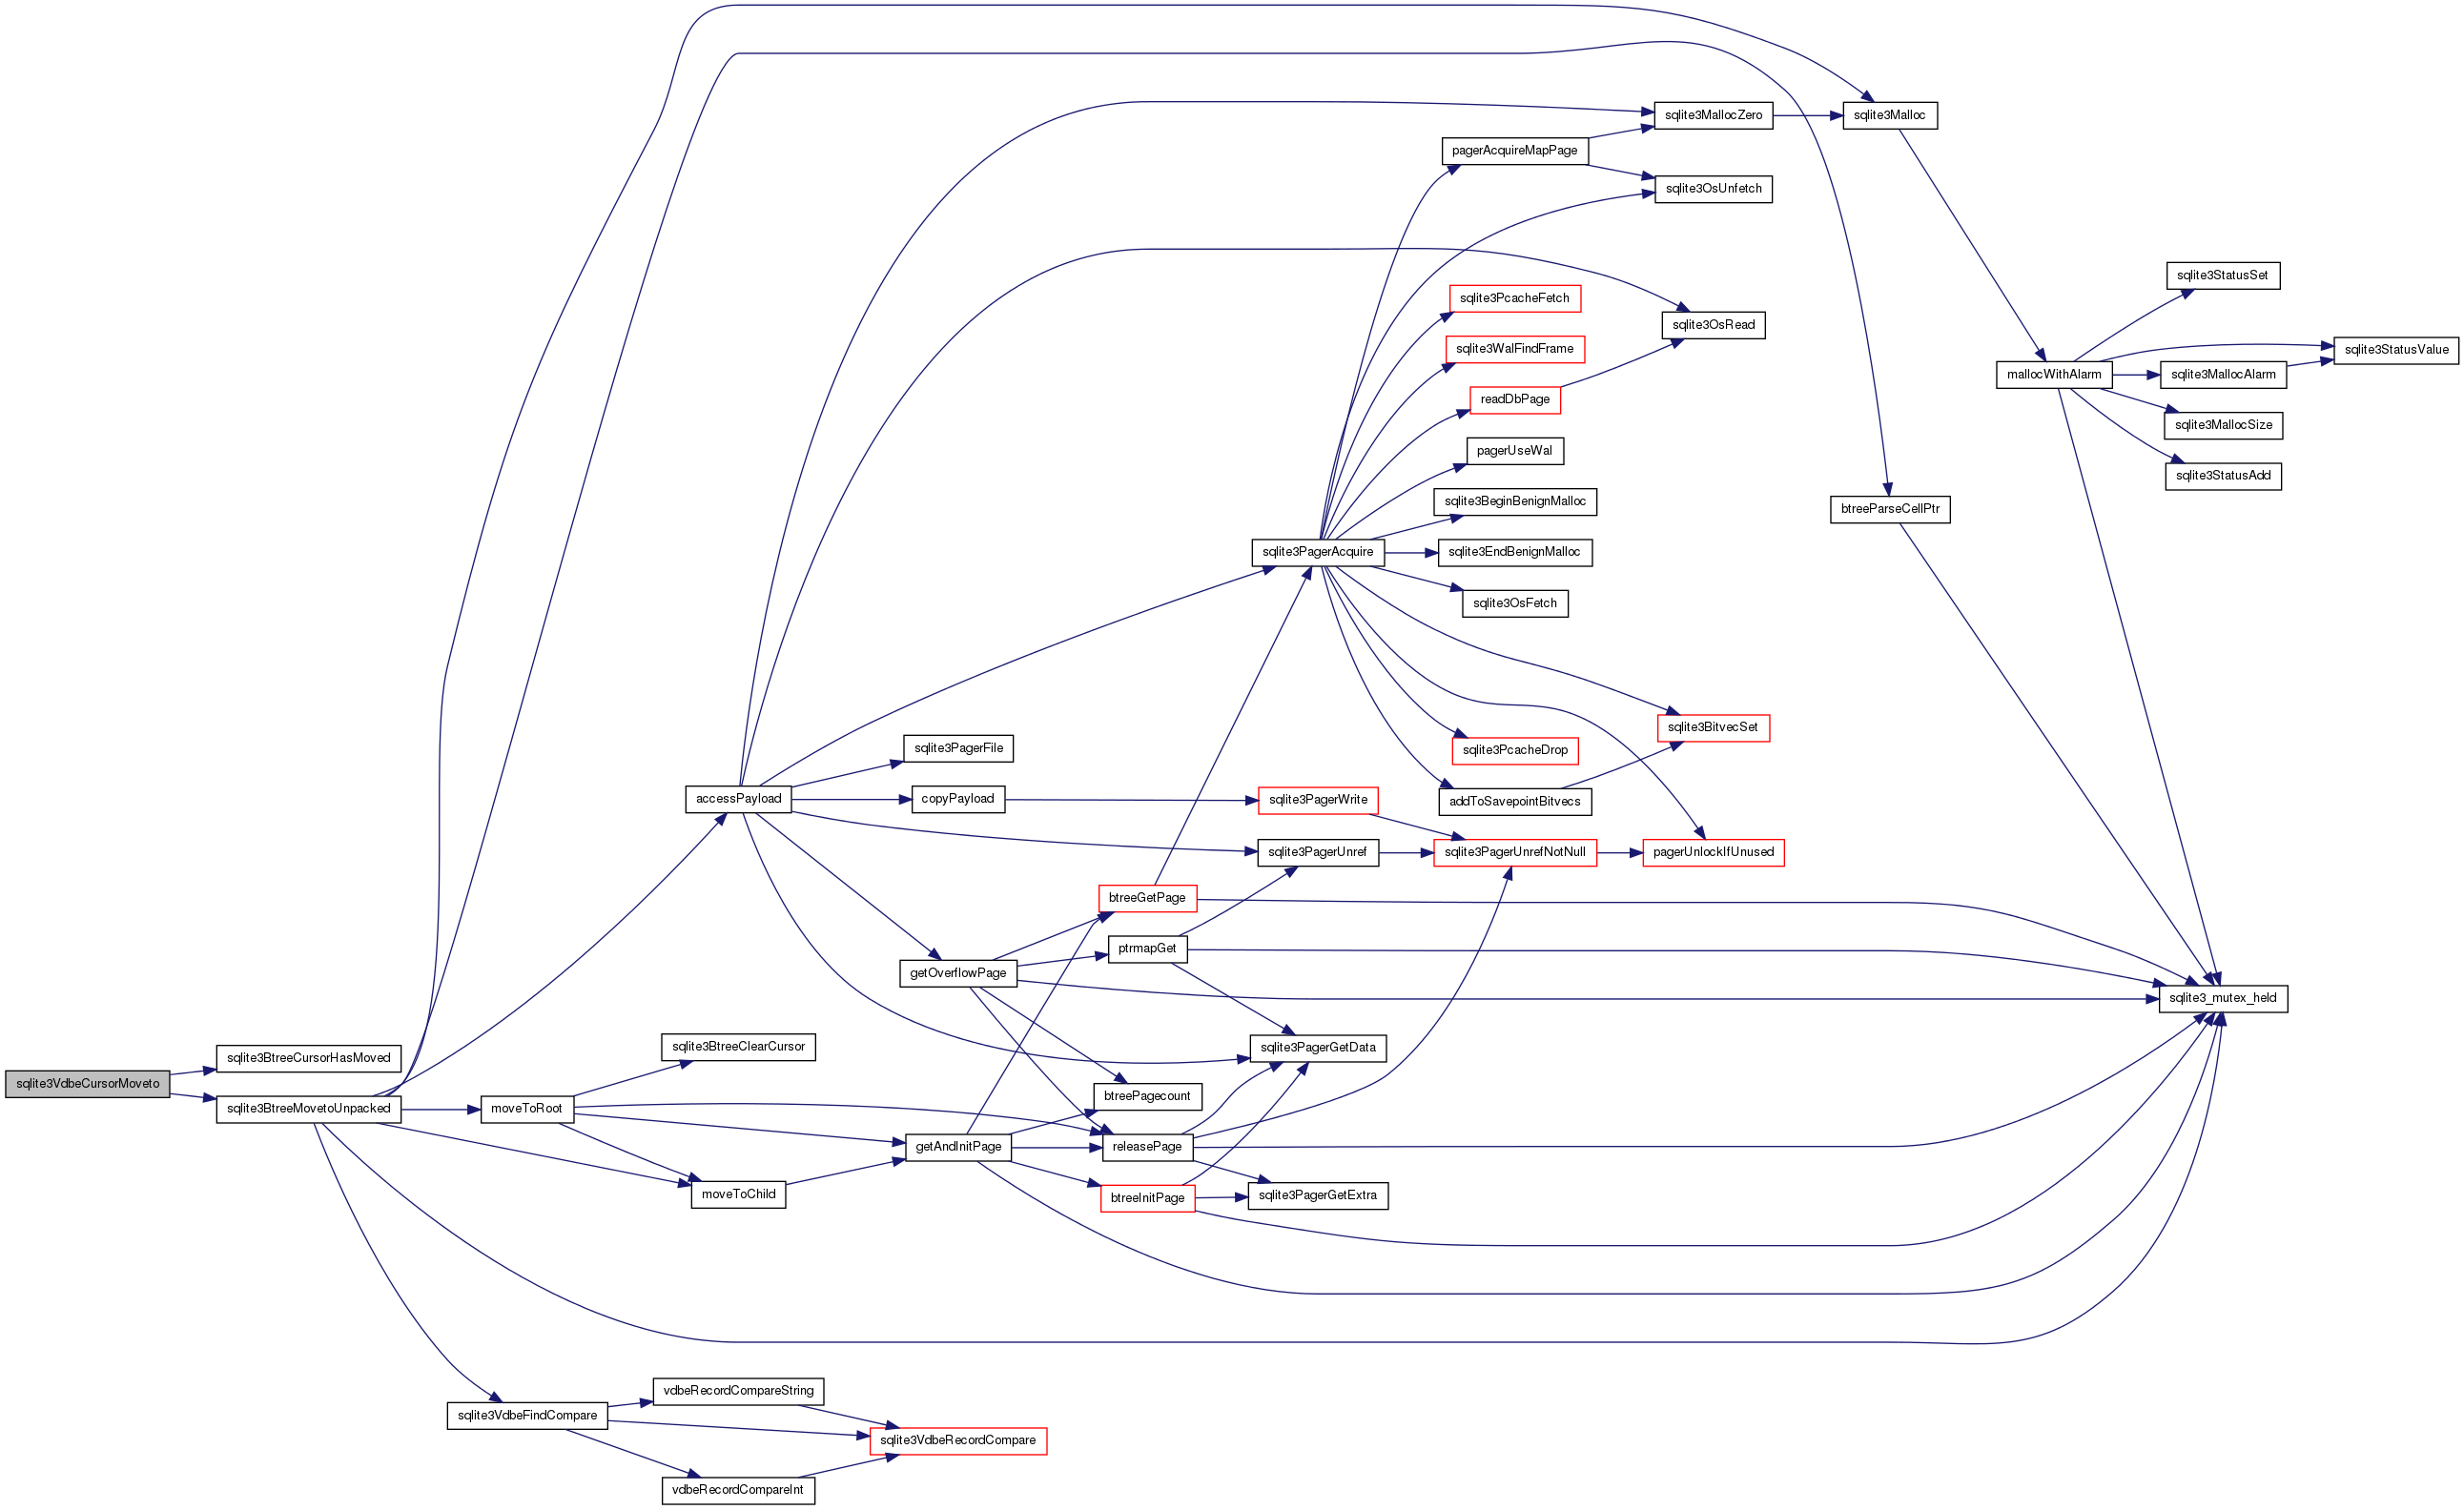 sqlite3VdbeCursorMoveto
sqlite3BtreeCursorHasMoved
sqlite3BtreeMovetoUnpacked
moveToRoot
sqlite3VdbeFindCompare
accessPayload
sqlite3BtreeClearCursor
moveToChild
vdbeRecordCompareString
vdbeRecordCompareInt
sqlite3PagerFile
copyPayload
getOverflowPage
getAndInitPage
sqlite3VdbeRecordCompare
btreeGetPage
ptrmapGet
btreePagecount
releasePage
btreeInitPage
sqlite3PagerAcquire
sqlite3PagerWrite
sqlite3PagerUnref
sqlite3PagerGetData
sqlite3PagerGetExtra
pagerAcquireMapPage
sqlite3PcacheFetch
sqlite3WalFindFrame
readDbPage
pagerUseWal
sqlite3BeginBenignMalloc
sqlite3EndBenignMalloc
sqlite3OsFetch
sqlite3PcacheDrop
addToSavepointBitvecs
sqlite3PagerUnrefNotNull
sqlite3MallocZero
sqlite3OsUnfetch
sqlite3OsRead
sqlite3BitvecSet
pagerUnlockIfUnused
sqlite3Malloc
btreeParseCellPtr
mallocWithAlarm
sqlite3_mutex_held
sqlite3StatusSet
sqlite3MallocAlarm
sqlite3MallocSize
sqlite3StatusAdd
sqlite3StatusValue